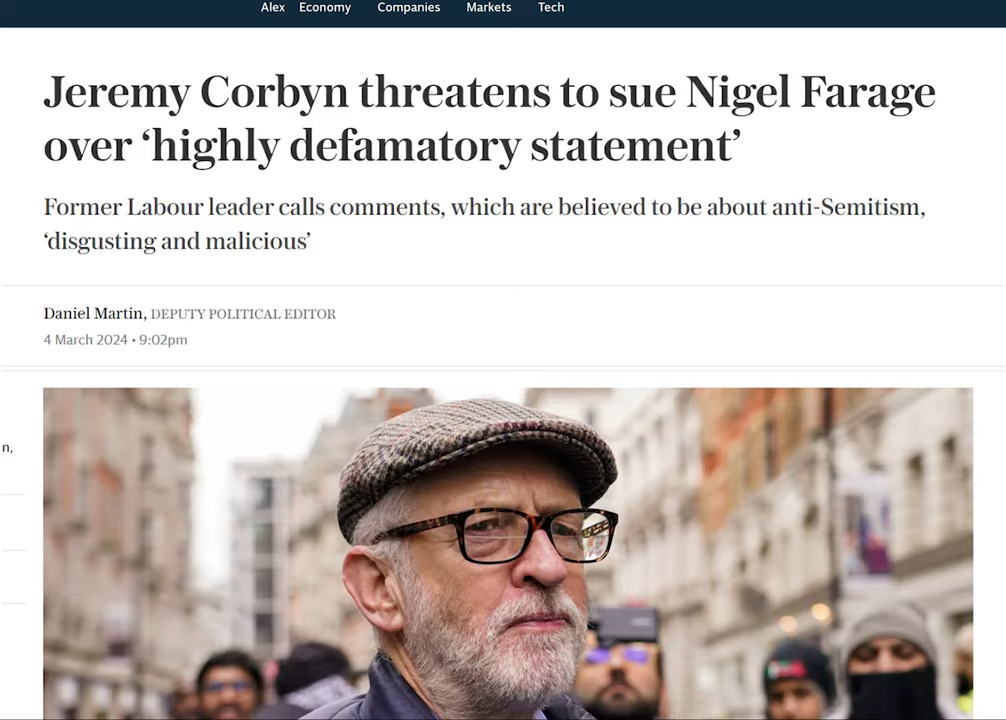 Alex Economy Companies Markets Tech
Jeremy Corbyn threatens to sue Nigel Farage
over ‘highly defamatory statement’
Former Labour leader calls comments, which are believed to be about anti-Semitism,
‘disgusting and malicious’
Daniel Martin, DEPUTY POLITICAL EDITOR
4 March 2024 • 9:02pm
n,